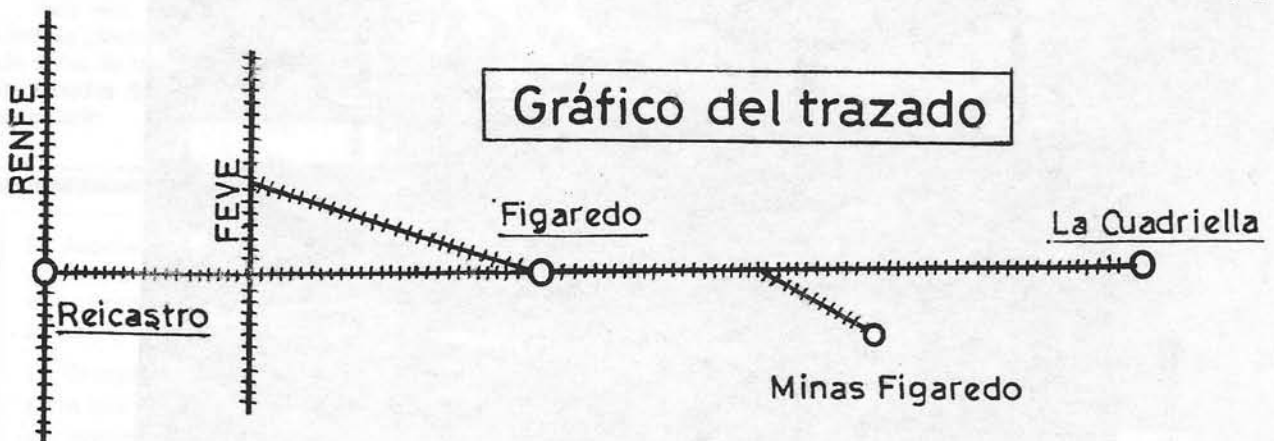 Gráfico del trazado
RENFE
FEVE
Figaredo
La Cuadriella
Reicastro
Minas Figaredo